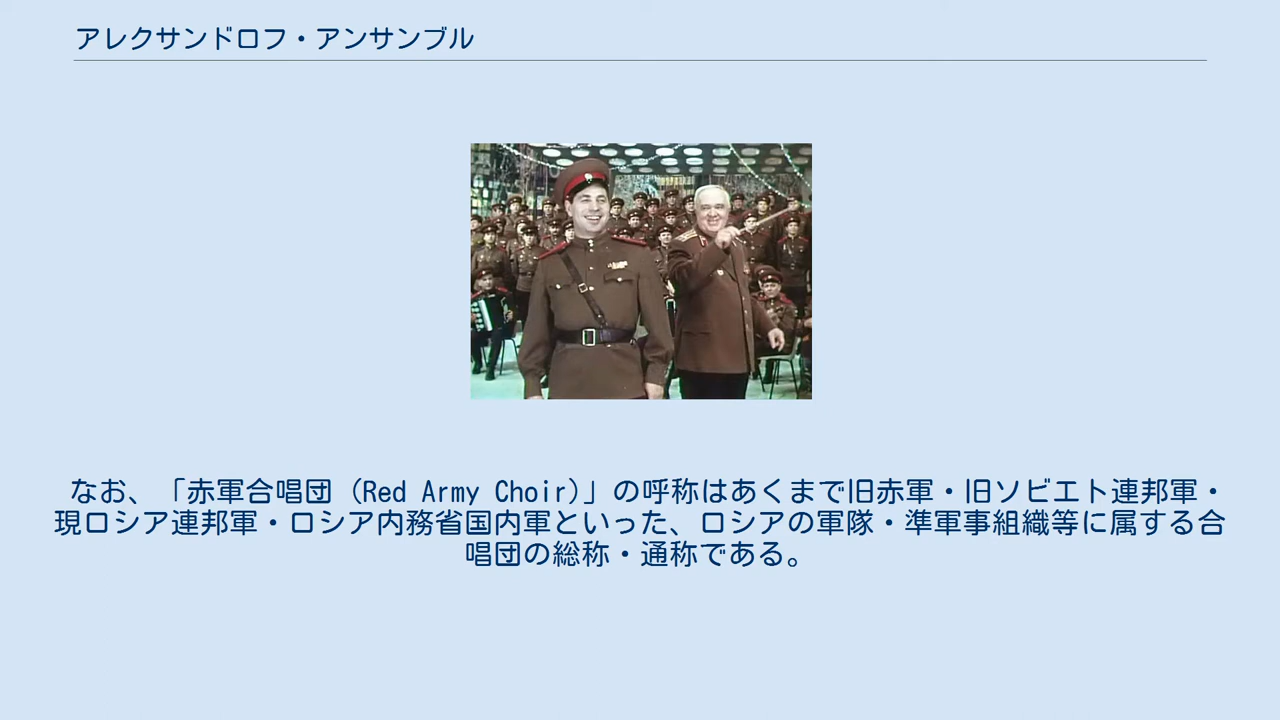 アレクサンドロフ・アンサンブル
なお、「赤軍合唱団（Red Army Choir)」の呼称はあくまで旧赤軍・旧ソビエト連邦軍・
現ロシア連邦軍・ロシア内務省国内軍といった、ロシアの軍隊・準軍事組織等に属する合
唱団の総称・通称である。